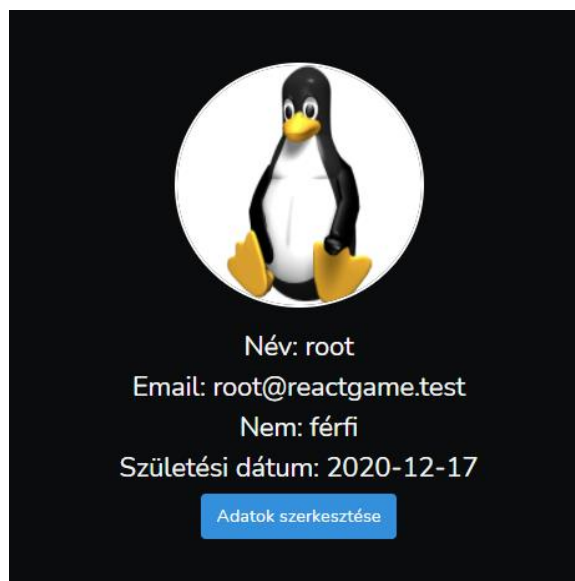 Név: root
Email: root@reactgame.test
Nem: férfi
Születési dátum: 2020-12-17
Adatok szerkesztése